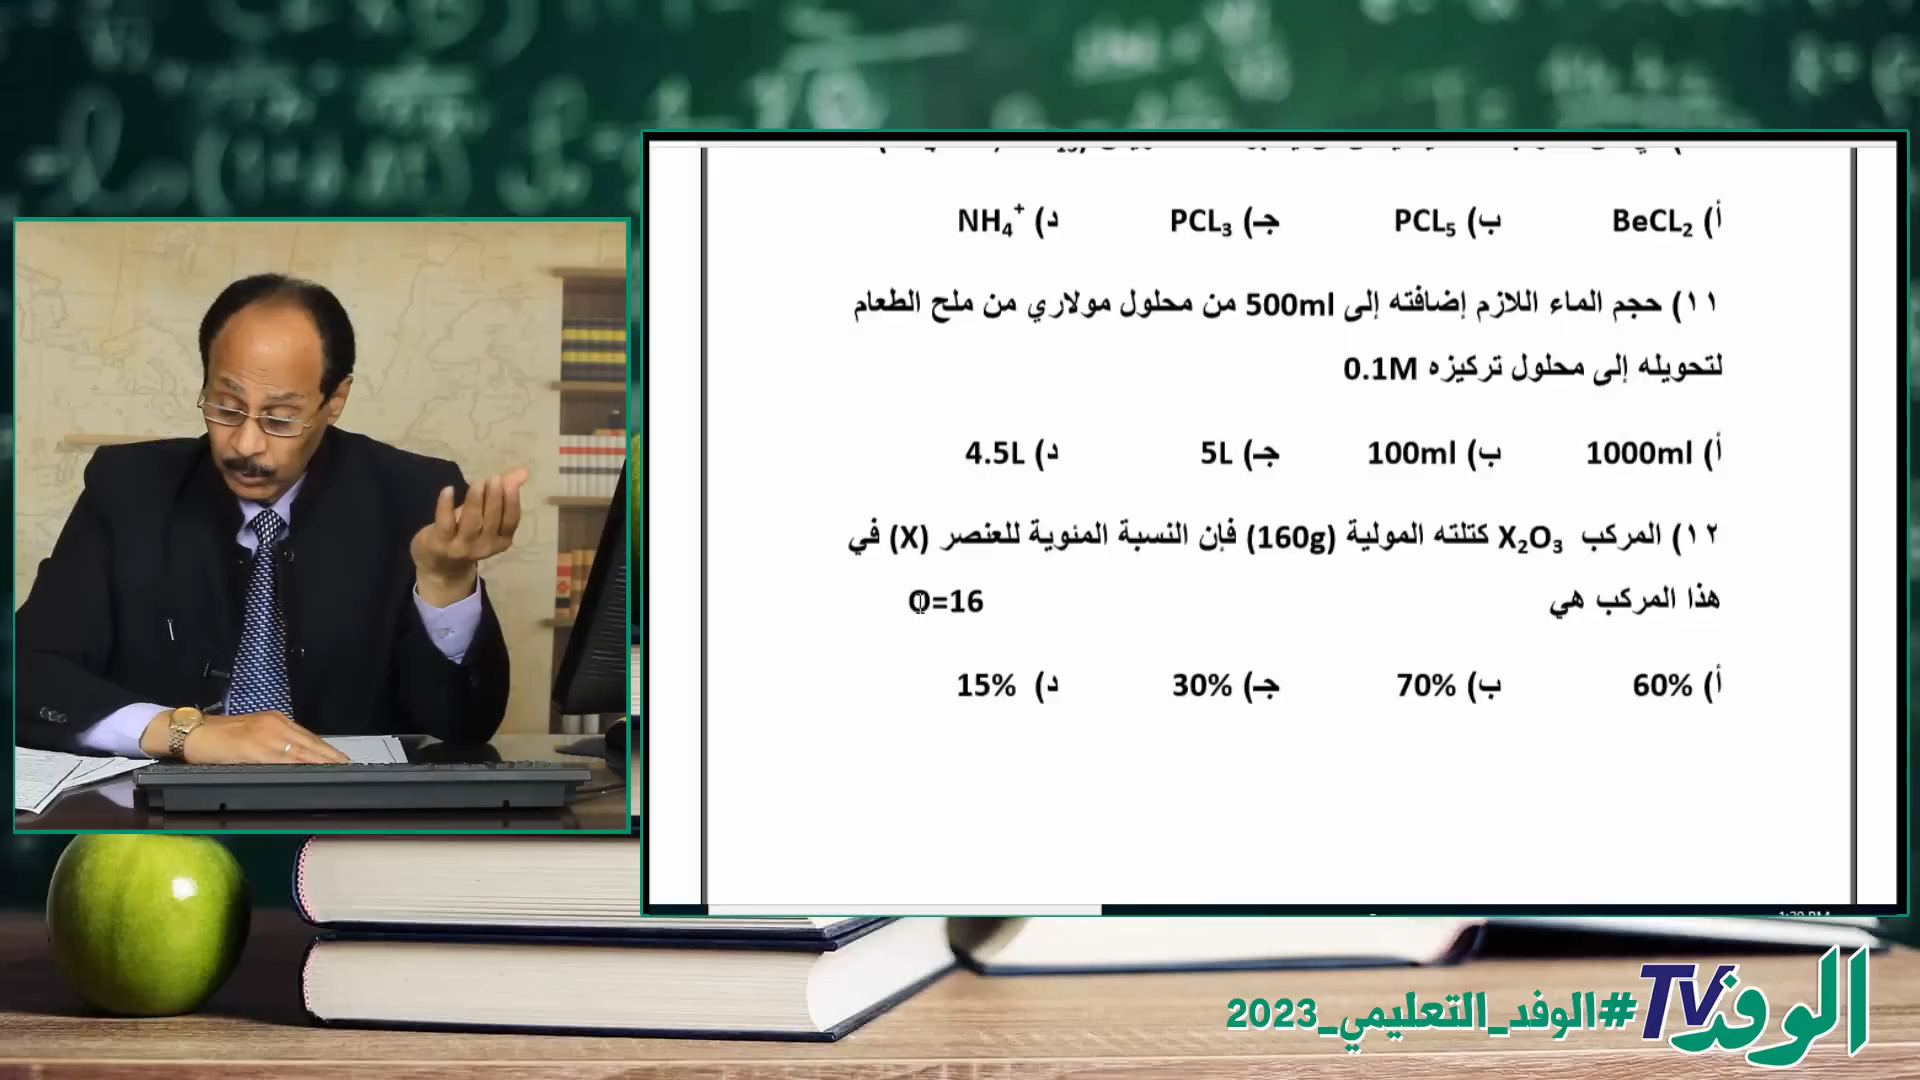 أ) BeCL₂ ب) PCL₅ جـ) PCL₃ د) NH₄⁺
١١) حجم الماء اللازم إضافته إلى 500ml من محلول مولاري من ملح الطعام
لتحويله إلى محلول تركيزه 0.1M
أ) 1000ml ب) 100ml جـ) 5L د) 4.5L
١٢) المركب X₂O₃ كتلته المولية (160g) فإن النسبة المئوية للعنصر (X) في
هذا المركب هي O=16
أ) 60% ب) 70% جـ) 30% د) 15%
الوفد TV #الوفد_التعليمي_2023